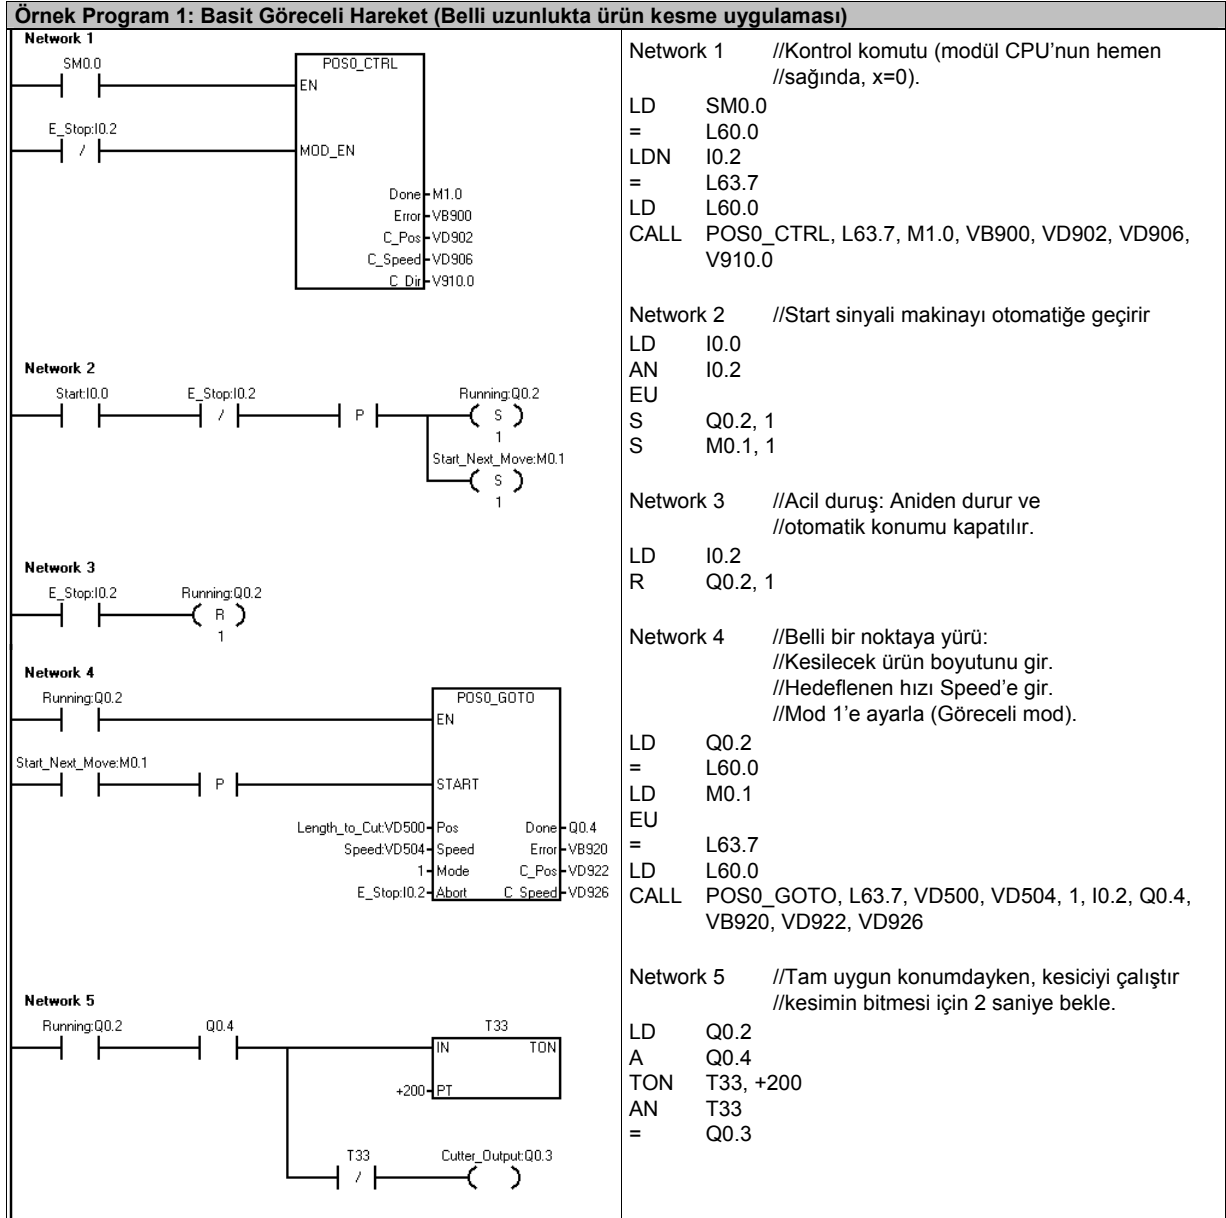 Örnek Program 1: Basit Göreceli Hareket (Belli uzunlukta ürün kesme uygulaması)
Network 1
SM0.0
POS0_CTRL
EN
E_Stop:I0.2
/
MOD_EN
Done M1.0
Error VB900
C_Pos VD902
C_Speed VD906
C_Dir V910.0
Network 2
Start:I0.0 E_Stop:I0.2 Running:Q0.2
/ P S
1
Start_Next_Move:M0.1
S
1
Network 3
E_Stop:I0.2 Running:Q0.2
R
1
Network 4
Running:Q0.2 POS0_GOTO
EN
Start_Next_Move:M0.1
P START
Length_to_Cut:VD500 Pos Done Q0.4
Speed:VD504 Speed Error VB920
1 Mode C_Pos VD922
E_Stop:I0.2 Abort C_Speed VD926
Network 5
Running:Q0.2 Q0.4 T33
IN TON
+200 PT
T33 Cutter_Output:Q0.3
/
Network 1 //Kontrol komutu (modül CPU’nun hemen
//sağında, x=0).
LD SM0.0
= L60.0
LDN I0.2
= L63.7
LD L60.0
CALL POS0_CTRL, L63.7, M1.0, VB900, VD902, VD906,
V910.0
Network 2 //Start sinyali makinayı otomatiğe geçirir
LD I0.0
AN I0.2
EU
S Q0.2, 1
S M0.1, 1
Network 3 //Acil duruş: Aniden durur ve
//otomatik konumu kapatılır.
LD I0.2
R Q0.2, 1
Network 4 //Belli bir noktaya yürü:
//Kesilecek ürün boyutunu gir.
//Hedeflenen hızı Speed’e gir.
//Mod 1’e ayarla (Göreceli mod).
LD Q0.2
= L60.0
LD M0.1
EU
= L63.7
LD L60.0
CALL POS0_GOTO, L63.7, VD500, VD504, 1, I0.2, Q0.4,
VB920, VD922, VD926
Network 5 //Tam uygun konumdayken, kesiciyi çalıştır
//kesimin bitmesi için 2 saniye bekle.
LD Q0.2
A Q0.4
TON T33, +200
AN T33
= Q0.3